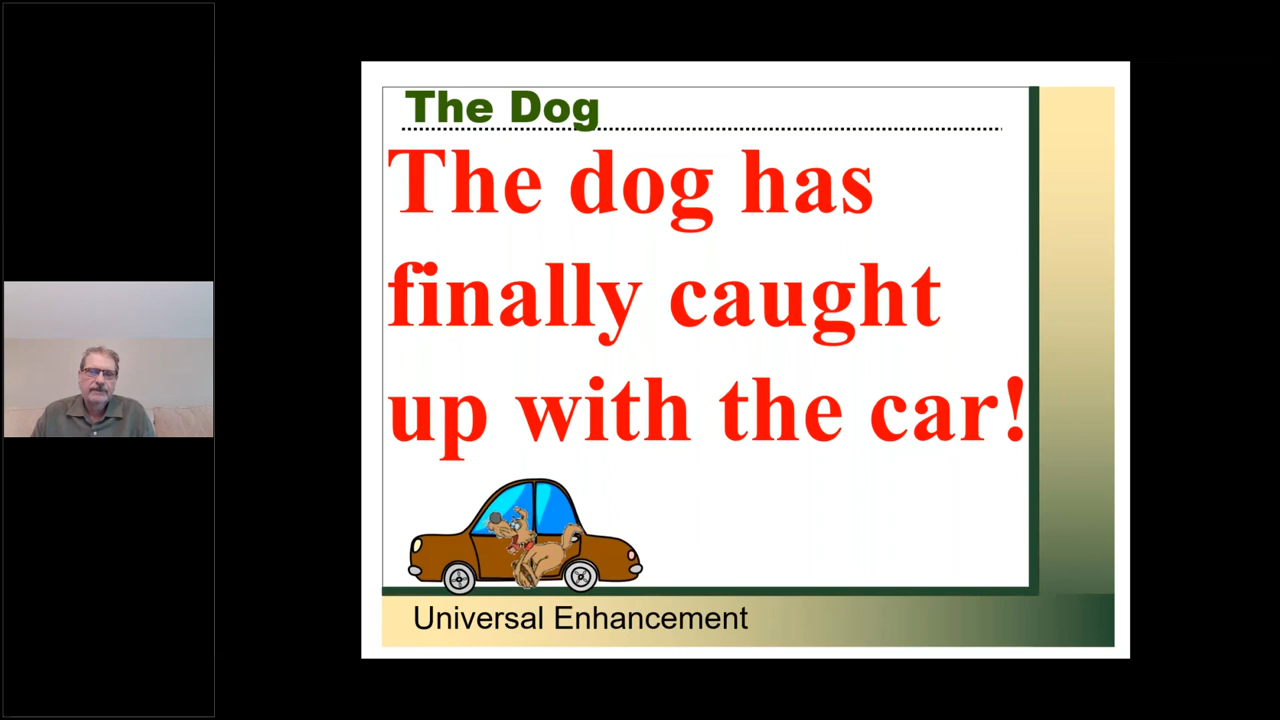 The Dog
The dog has
finally caught
up with the car!
Universal Enhancement